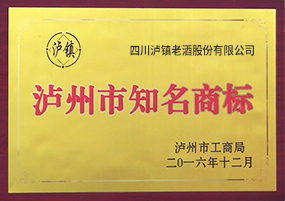 泸镇
四川泸镇老酒股份有限公司
泸州市知名商标
泸州市工商局
二〇一六年十二月